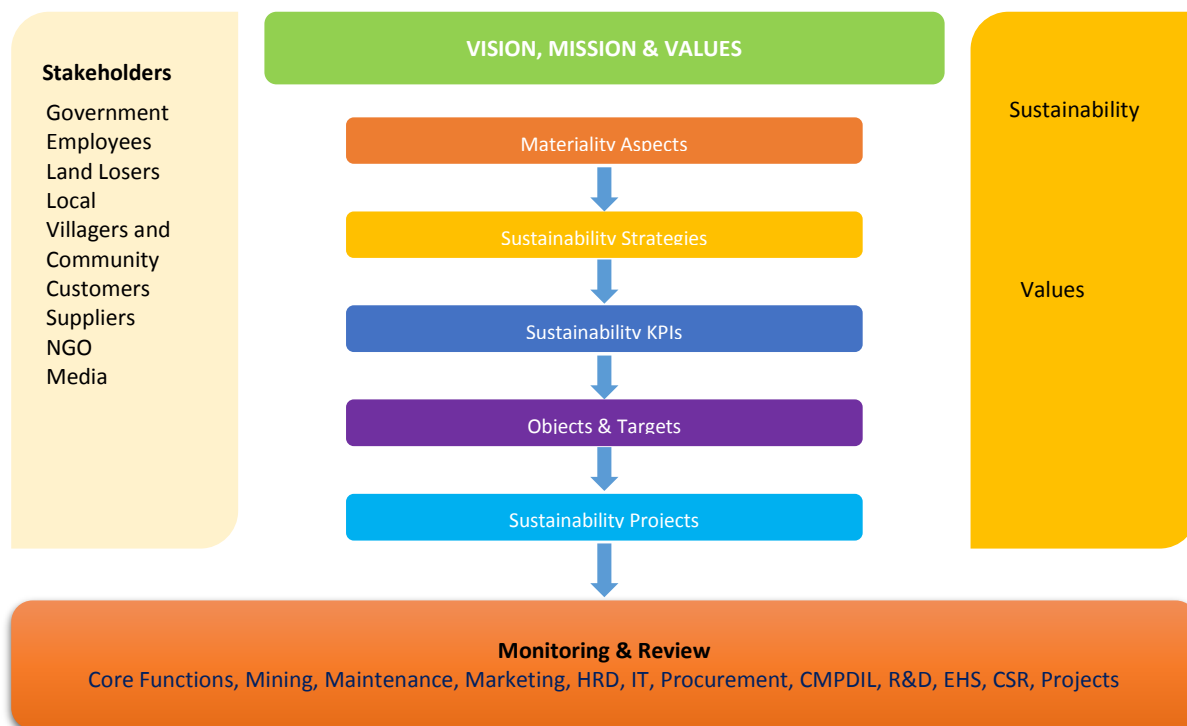 Stakeholders
Government
Employees
Land Losers
Local
Villagers and
Community
Customers
Suppliers
NGO
Media
VISION, MISSION & VALUES
Materiality Aspects
Sustainability Strategies
Sustainability KPIs
Objects & Targets
Sustainability Projects
Sustainability
Values
Monitoring & Review
Core Functions, Mining, Maintenance, Marketing, HRD, IT, Procurement, CMPDIL, R&D, EHS, CSR, Projects